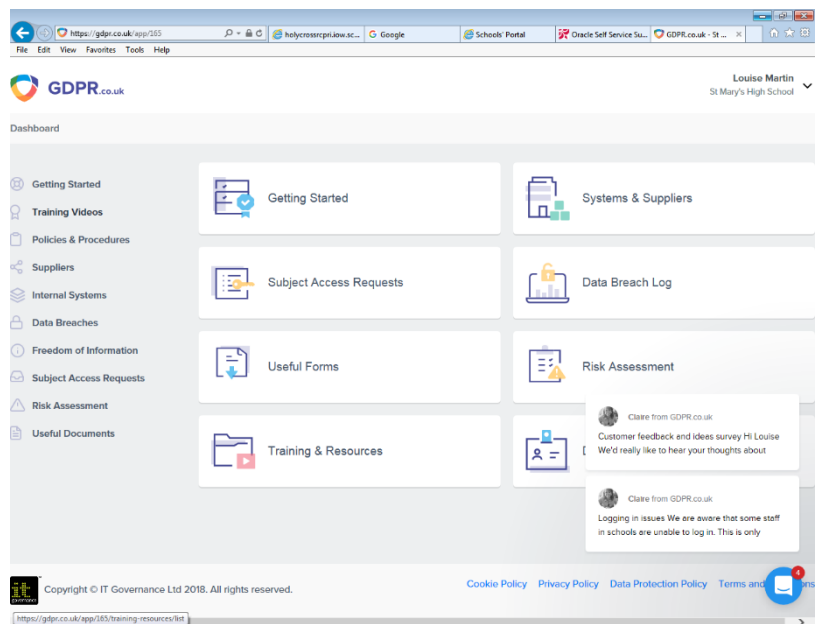 https://gdpr.co.uk/app/165
holycrossrcpri.iow.sc...
Google
Schools' Portal
Oracle Self Service Su...
GDPR.co.uk - St ...
File Edit View Favorites Tools Help
GDPR.co.uk
Louise Martin
St Mary's High School
Dashboard
Getting Started
Training Videos
Policies & Procedures
Suppliers
Internal Systems
Data Breaches
Freedom of Information
Subject Access Requests
Risk Assessment
Useful Documents
Getting Started
Systems & Suppliers
Subject Access Requests
Data Breach Log
Useful Forms
Risk Assessment
Training & Resources
Claire from GDPR.co.uk
Customer feedback and ideas survey Hi Louise
We'd really like to hear your thoughts about
Claire from GDPR.co.uk
Logging in issues We are aware that some staff
in schools are unable to log in. This is only
4
Copyright © IT Governance Ltd 2018. All rights reserved.
Cookie Policy Privacy Policy Data Protection Policy Terms and
https://gdpr.co.uk/app/165/training-resources/list